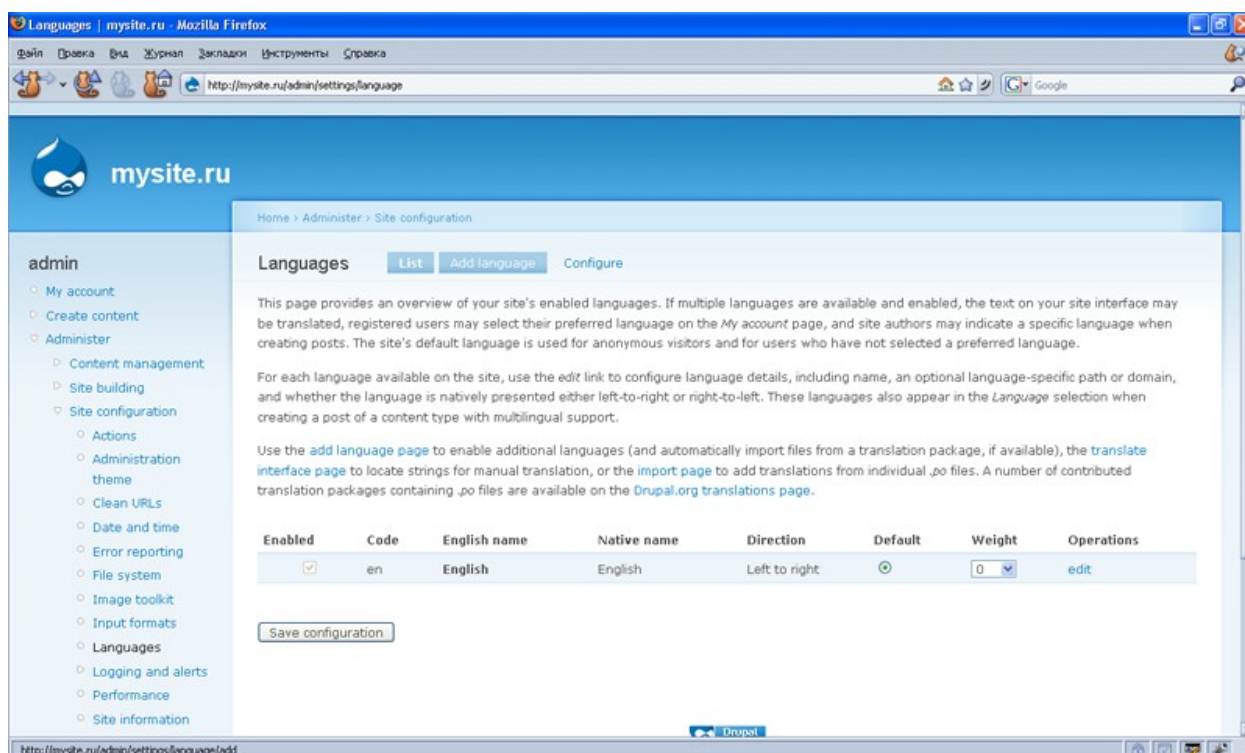 Languages | mysite.ru - Mozilla Firefox
Файл Правка Вид Журнал Закладки Инструменты Справка
http://mysite.ru/admin/settings/language
Google
mysite.ru
Home › Administer › Site configuration
admin
My account
Create content
Administer
Content management
Site building
Site configuration
Actions
Administration
theme
Clean URLs
Date and time
Error reporting
File system
Image toolkit
Input formats
Languages
Logging and alerts
Performance
Site information
Languages List Add language Configure
This page provides an overview of your site's enabled languages. If multiple languages are available and enabled, the text on your site interface may
be translated, registered users may select their preferred language on the My account page, and site authors may indicate a specific language when
creating posts. The site's default language is used for anonymous visitors and for users who have not selected a preferred language.
For each language available on the site, use the edit link to configure language details, including name, an optional language-specific path or domain,
and whether the language is natively presented either left-to-right or right-to-left. These languages also appear in the Language selection when
creating a post of a content type with multilingual support.
Use the add language page to enable additional languages (and automatically import files from a translation package, if available), the translate
interface page to locate strings for manual translation, or the import page to add translations from individual .po files. A number of contributed
translation packages containing .po files are available on the Drupal.org translations page.
Enabled Code English name Native name Direction Default Weight Operations
en English English Left to right 0 edit
Save configuration
Drupal
http://mysite.ru/admin/settings/language/add